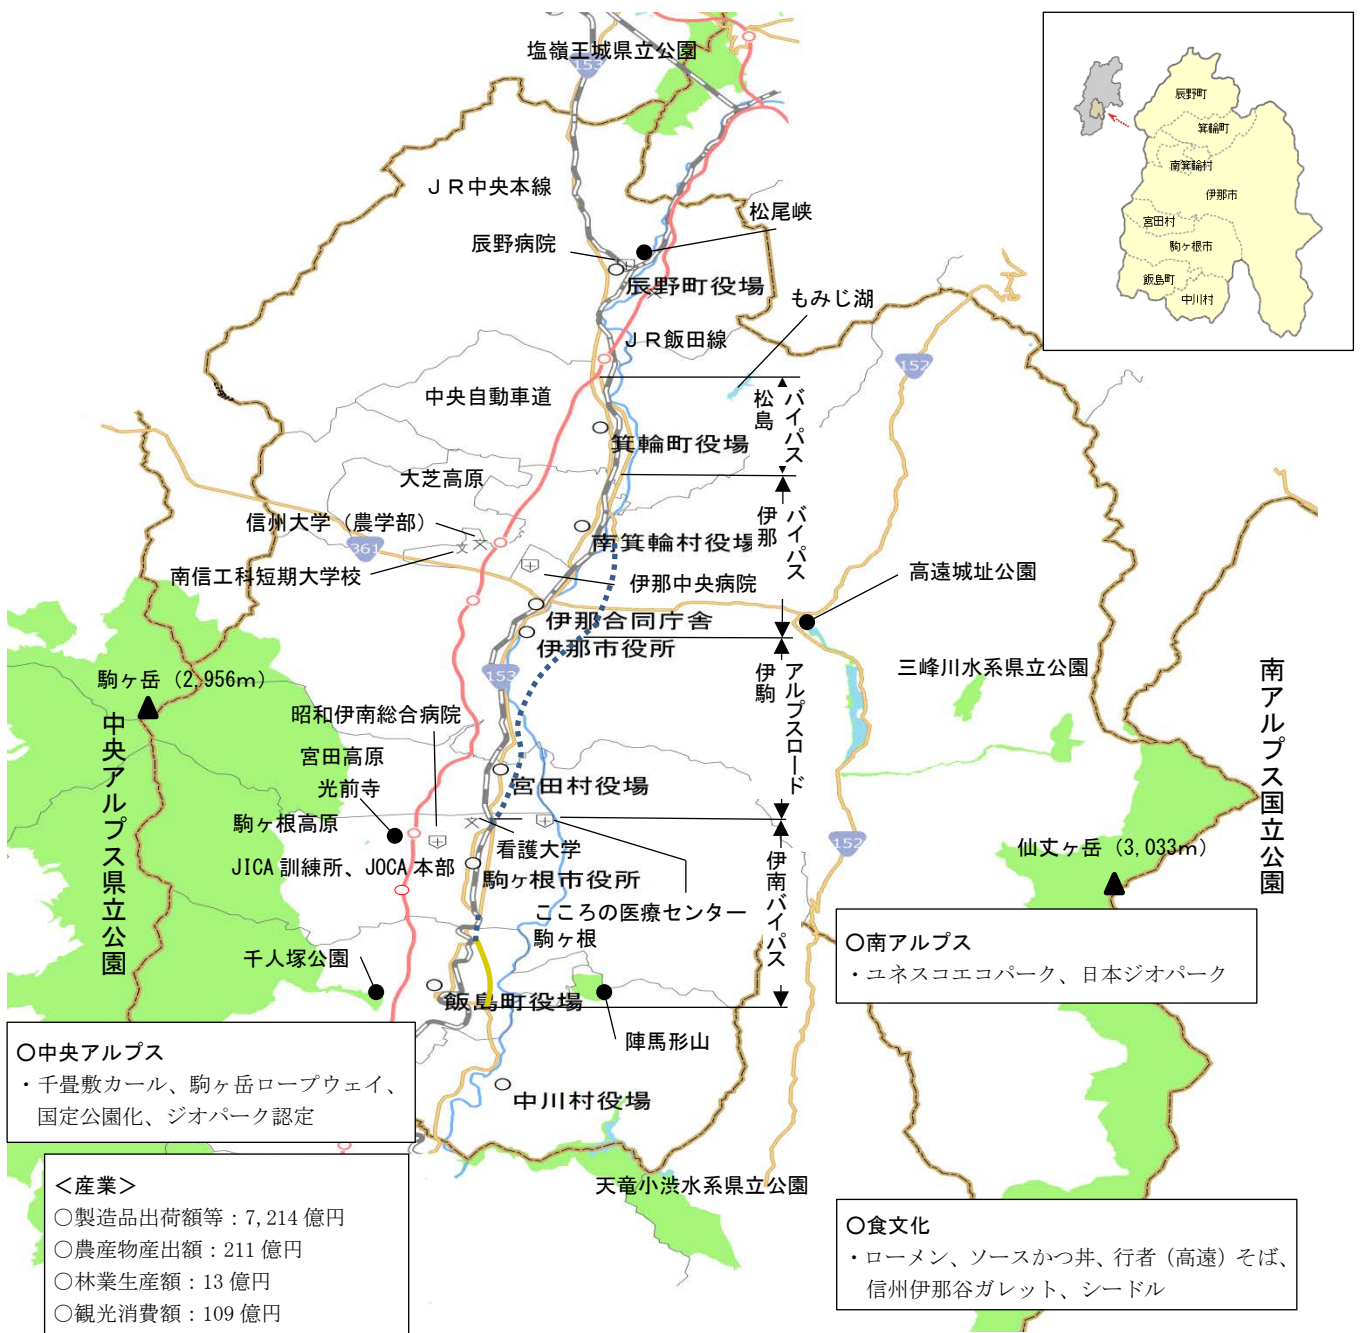 塩嶺王城県立公園
153
辰野町
箕輪町
南箕輪村
伊那市
宮田村
駒ヶ根市
飯島町
中川村
ＪＲ中央本線
松尾峡
辰野病院
辰野町役場
もみじ湖
ＪＲ飯田線
152
中央自動車道
松島
バイパス
箕輪町役場
大芝高原
信州大学（農学部）
361
南箕輪村役場
伊那
バイパス
南信工科短期大学校
伊那中央病院
高遠城址公園
伊那合同庁舎
伊那市役所
153
三峰川水系県立公園
駒ヶ岳（2,956ｍ）
中央アルプス県立公園
南アルプス国立公園
伊駒
アルプスロード
昭和伊南総合病院
宮田高原
光前寺
宮田村役場
駒ヶ根高原
看護大学
152
仙丈ヶ岳（3,033ｍ）
JICA 訓練所、JOCA 本部
駒ヶ根市役所
伊南バイパス
こころの医療センター
駒ヶ根
千人塚公園
飯島町役場
陣馬形山
中川村役場
天竜小渋水系県立公園
○南アルプス
・ユネスコエコパーク、日本ジオパーク
○中央アルプス
・千畳敷カール、駒ヶ岳ロープウェイ、
国定公園化、ジオパーク認定
＜産業＞
○製造品出荷額等：7,214 億円
○農産物産出額：211 億円
○林業生産額：13 億円
○観光消費額：109 億円
○食文化
・ローメン、ソースかつ丼、行者（高遠）そば、
信州伊那谷ガレット、シードル